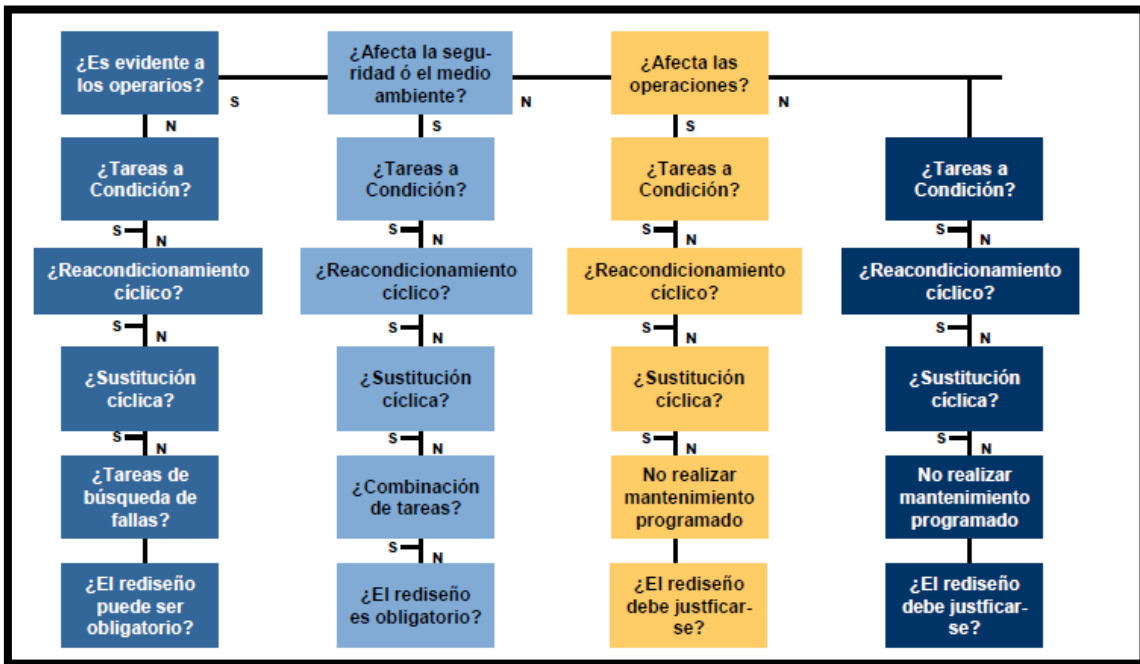 ¿Es evidente a
los operarios?
¿Afecta la segu-
ridad ó el medio
ambiente?
¿Afecta las
operaciones?
S
N
N
N
S
S
¿Tareas a
Condición?
¿Tareas a
Condición?
¿Tareas a
Condición?
¿Tareas a
Condición?
S
N
S
N
S
N
S
N
¿Reacondicionamiento
cíclico?
¿Reacondicionamiento
cíclico?
¿Reacondicionamiento
cíclico?
¿Reacondicionamiento
cíclico?
S
N
S
N
S
N
S
N
¿Sustitución
cíclica?
¿Sustitución
cíclica?
¿Sustitución
cíclica?
¿Sustitución
cíclica?
S
N
S
N
S
N
S
N
¿Tareas de
búsqueda de
fallas?
¿Combinación
de tareas?
No realizar
mantenimiento
programado
No realizar
mantenimiento
programado
S
N
¿El rediseño
puede ser
obligatorio?
¿El rediseño
es obligatorio?
¿El rediseño
debe justficar-
se?
¿El rediseño
debe justficar-
se?